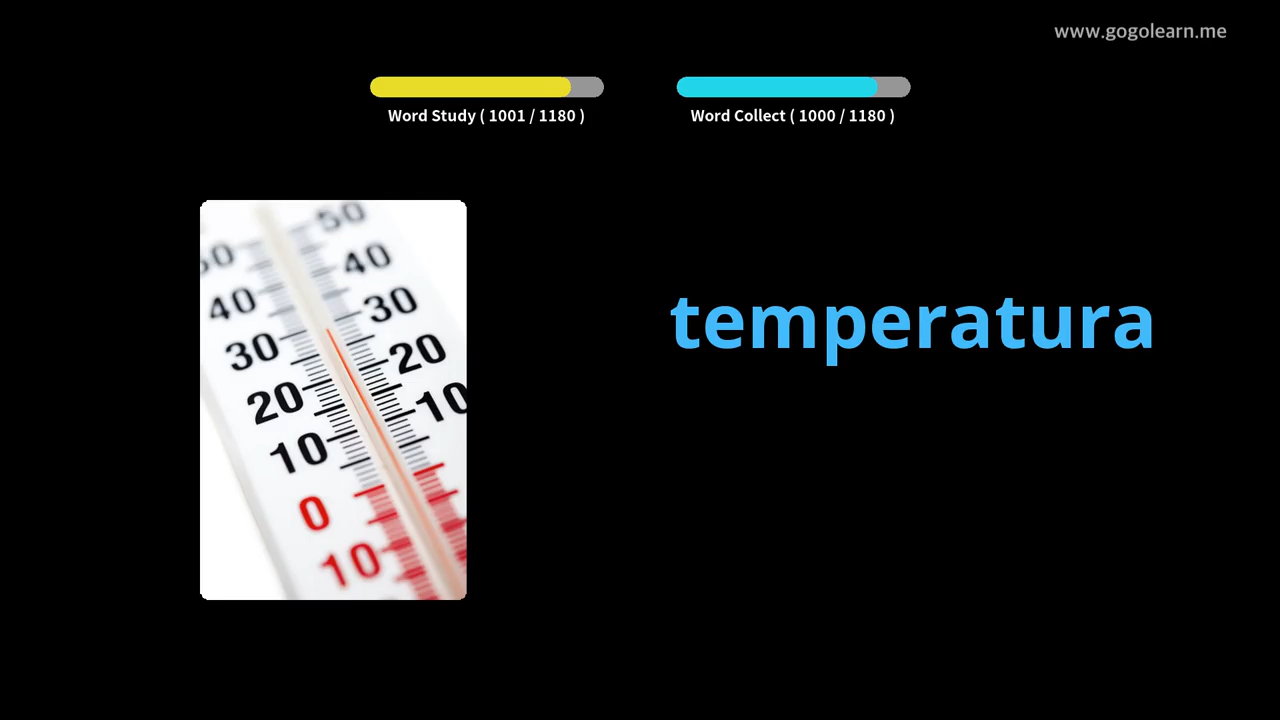 www.gogolearn.me
Word Study ( 1001 / 1180 )
Word Collect ( 1000 / 1180 )
50
50 40
40 30
30 20
20 10
10
0
10
temperatura